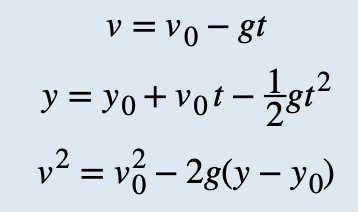 v = v₀ − gt
y = y₀ + v₀t − ½gt²
v² = v₀² − 2g(y − y₀)